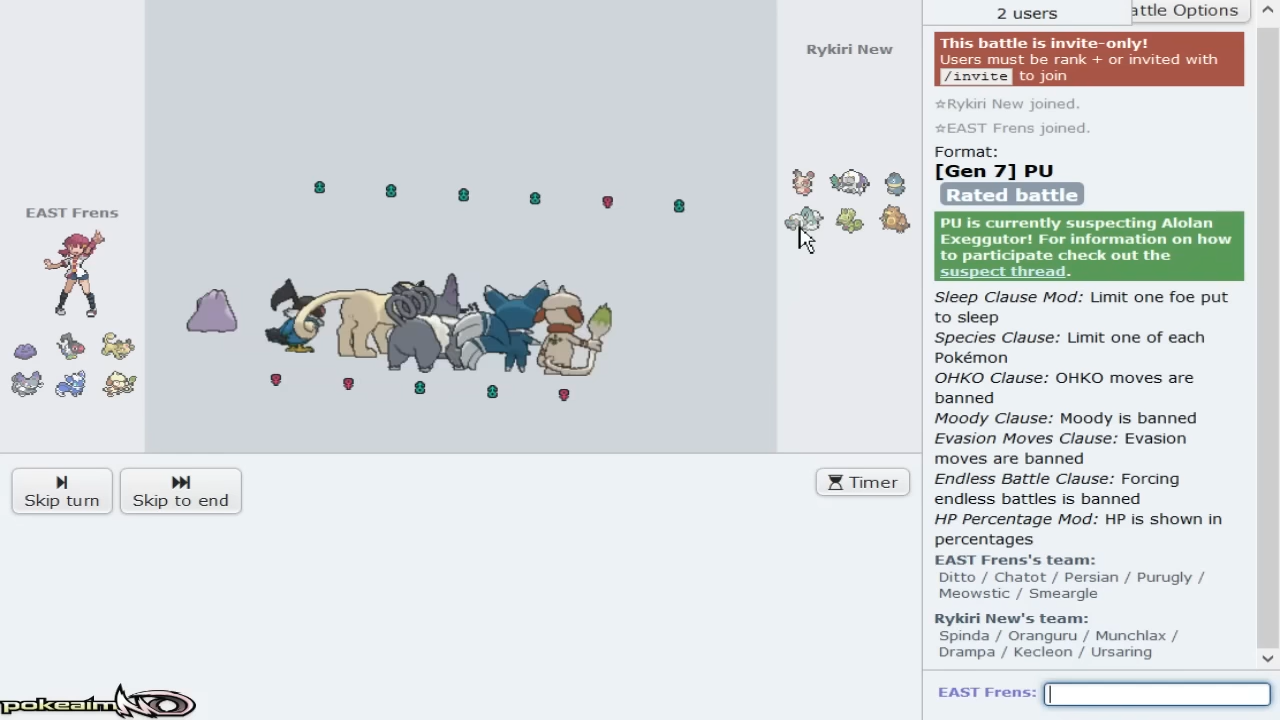 2 users
attle Options
Rykiri New
This battle is invite-only!
Users must be rank + or invited with
/invite to join
☆Rykiri New joined.
☆EAST Frens joined.
Format:
[Gen 7] PU
Rated battle
EAST Frens
PU is currently suspecting Alolan
Exeggutor! For information on how
to participate check out the
suspect thread.
Sleep Clause Mod: Limit one foe put
to sleep
Species Clause: Limit one of each
Pokémon
OHKO Clause: OHKO moves are
banned
Moody Clause: Moody is banned
Evasion Moves Clause: Evasion
moves are banned
Endless Battle Clause: Forcing
endless battles is banned
HP Percentage Mod: HP is shown in
percentages
EAST Frens's team:
Ditto / Chatot / Persian / Purugly /
Meowstic / Smeargle
Rykiri New's team:
Spinda / Oranguru / Munchlax /
Drampa / Kecleon / Ursaring
Skip turn
Skip to end
Timer
EAST Frens:
pokeaimMD